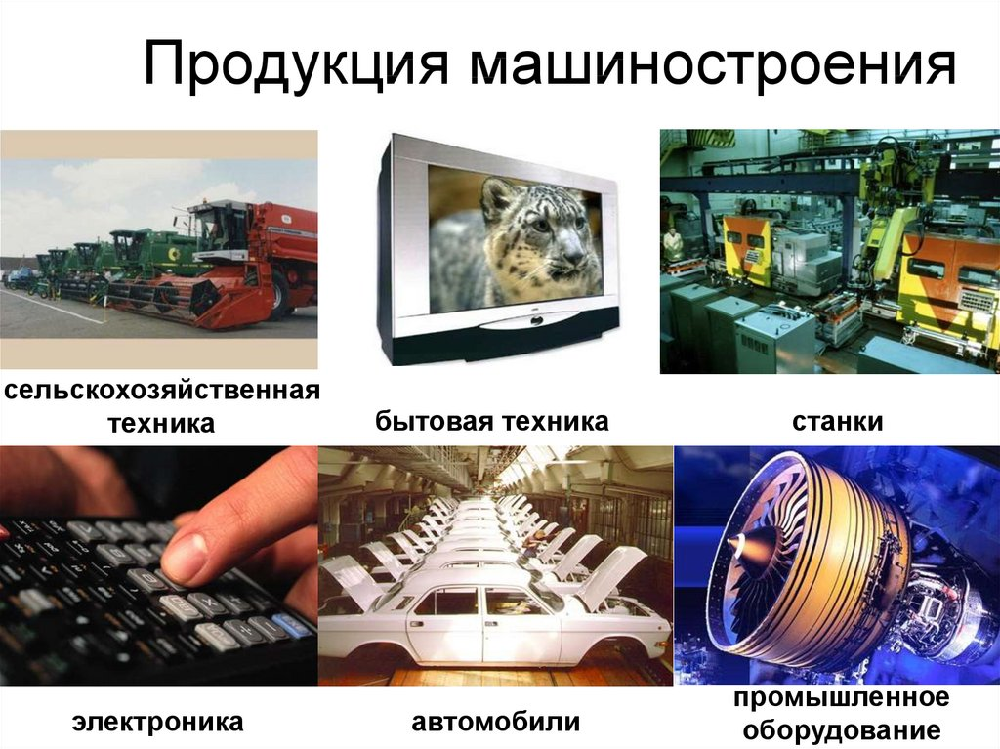 Продукция машиностроения
сельскохозяйственная
техника
бытовая техника
станки
электроника
автомобили
промышленное
оборудование